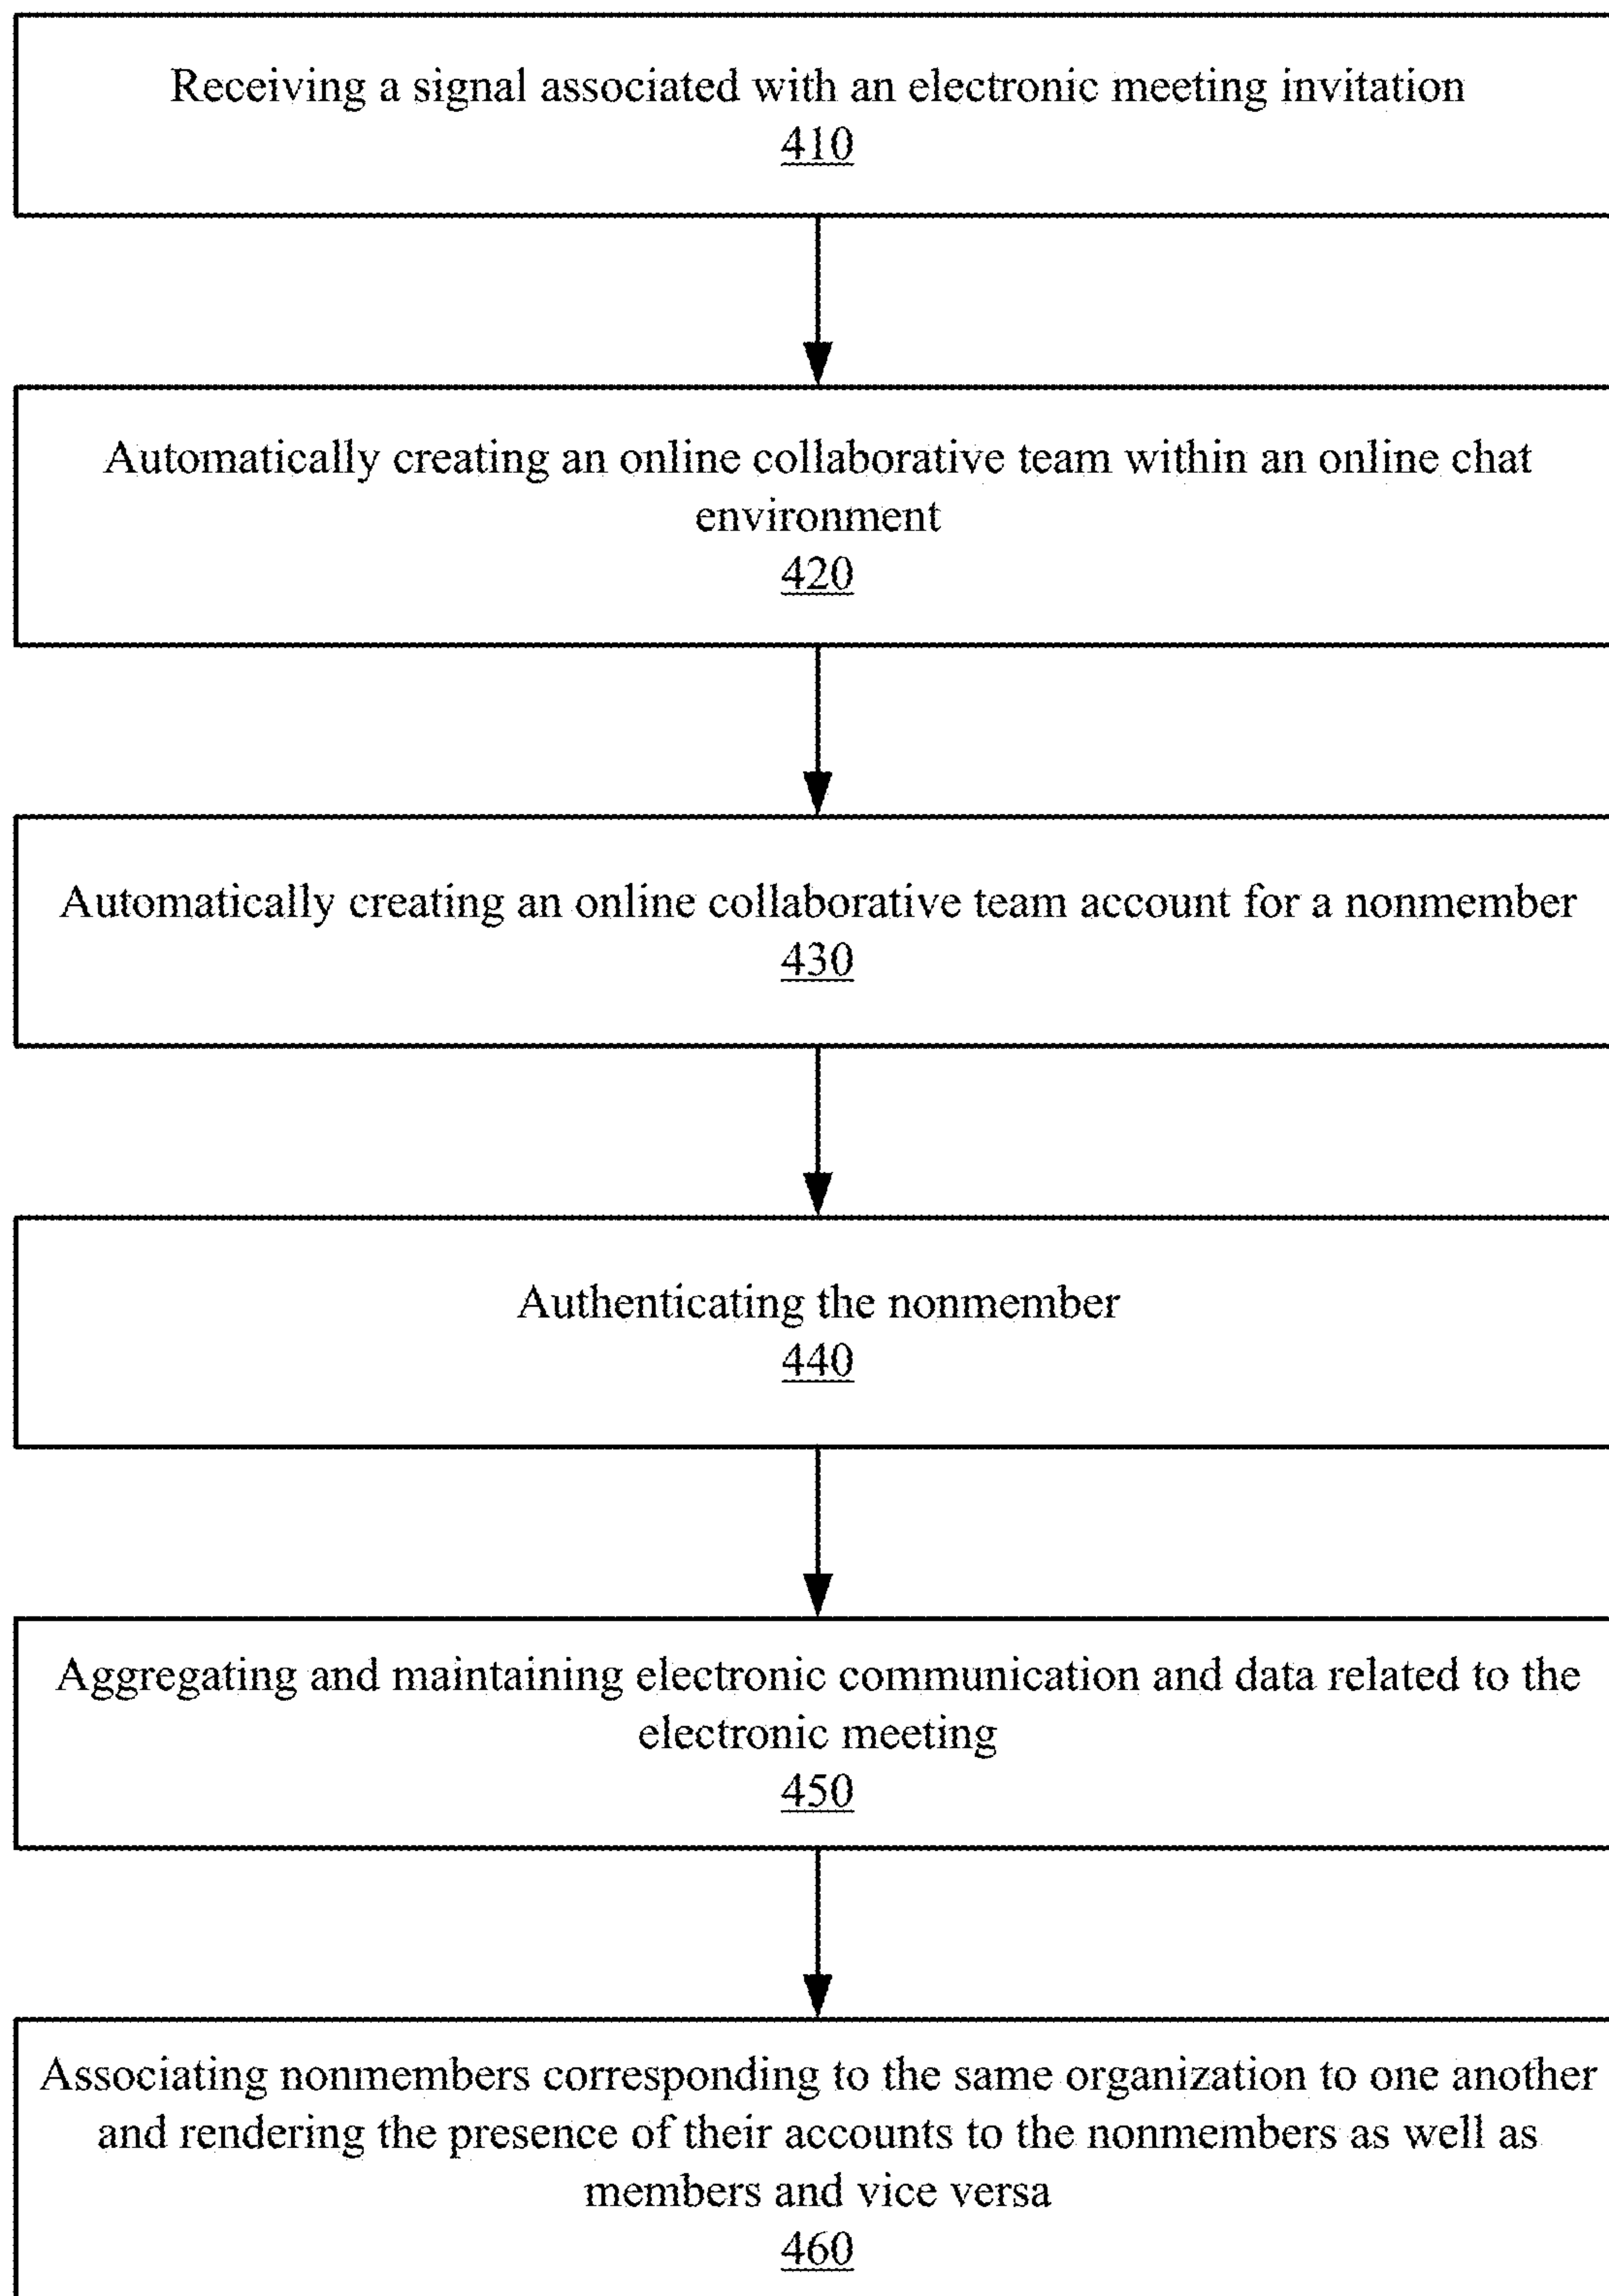 Receiving a signal associated with an electronic meeting invitation
410
Automatically creating an online collaborative team within an online chat
environment
420
Automatically creating an online collaborative team account for a nonmember
430
Authenticating the nonmember
440
Aggregating and maintaining electronic communication and data related to the
electronic meeting
450
Associating nonmembers corresponding to the same organization to one another
and rendering the presence of their accounts to the nonmembers as well as
members and vice versa
460